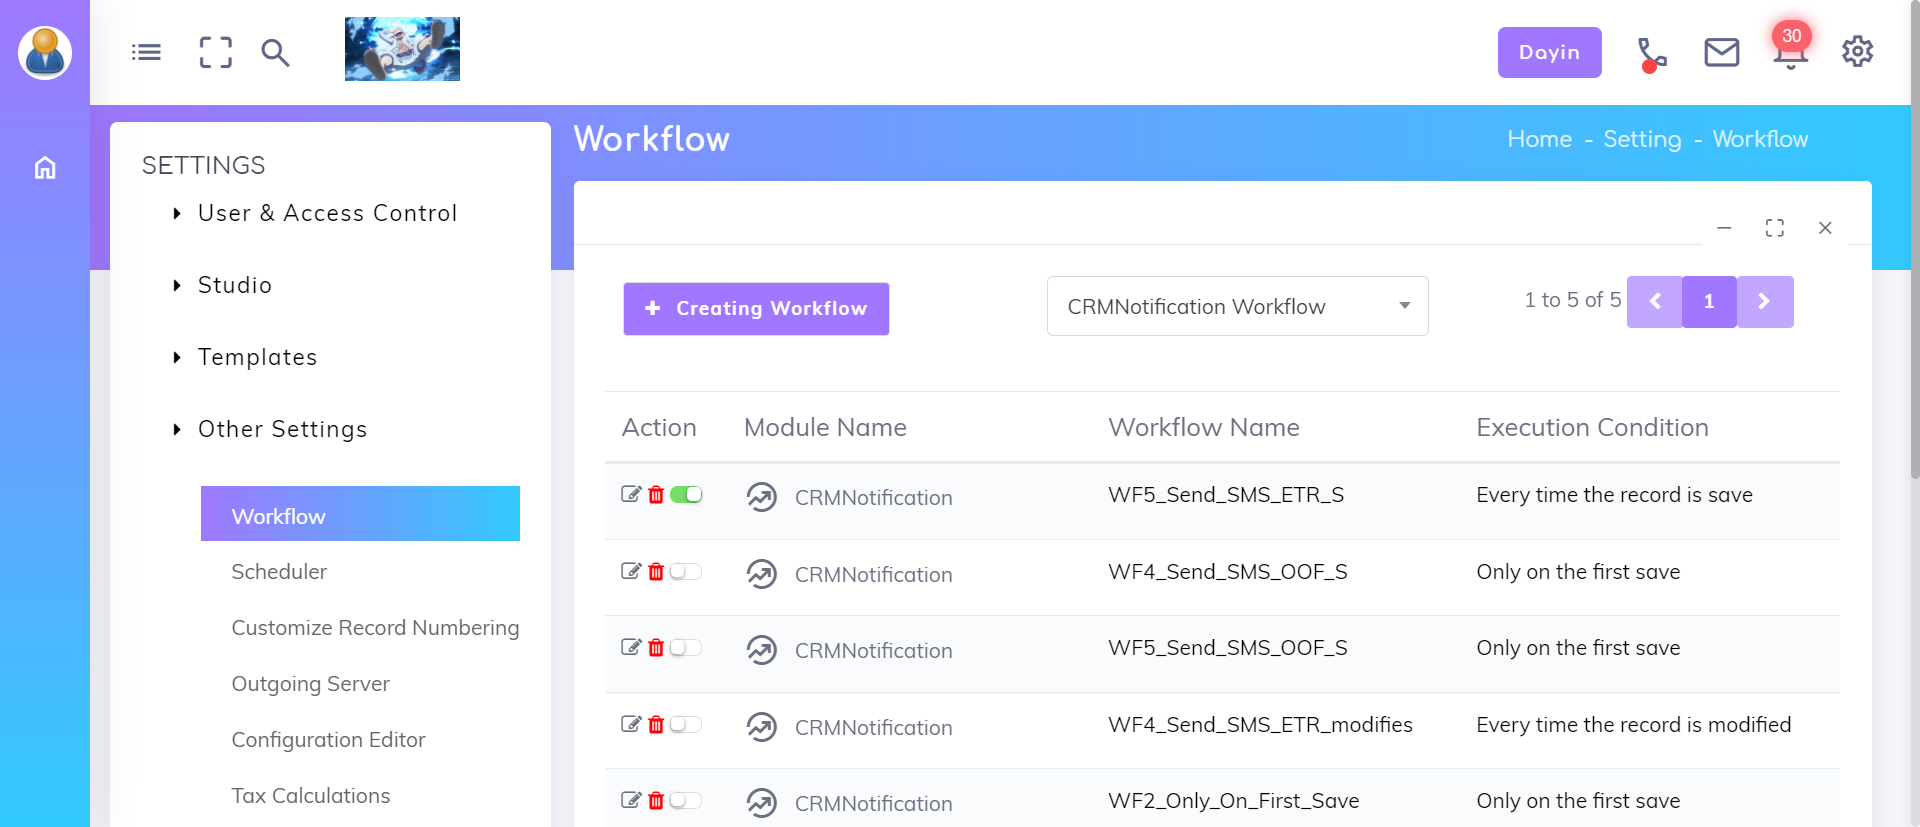 Dayin
30
SETTINGS
User & Access Control
Studio
Templates
Other Settings
Workflow
Scheduler
Customize Record Numbering
Outgoing Server
Configuration Editor
Tax Calculations
Workflow
Home - Setting - Workflow
Creating Workflow
CRMNotification Workflow
1 to 5 of 5
1
Action Module Name Workflow Name Execution Condition
CRMNotification WF5_Send_SMS_ETR_S Every time the record is save
CRMNotification WF4_Send_SMS_OOF_S Only on the first save
CRMNotification WF5_Send_SMS_OOF_S Only on the first save
CRMNotification WF4_Send_SMS_ETR_modifies Every time the record is modified
CRMNotification WF2_Only_On_First_Save Only on the first save